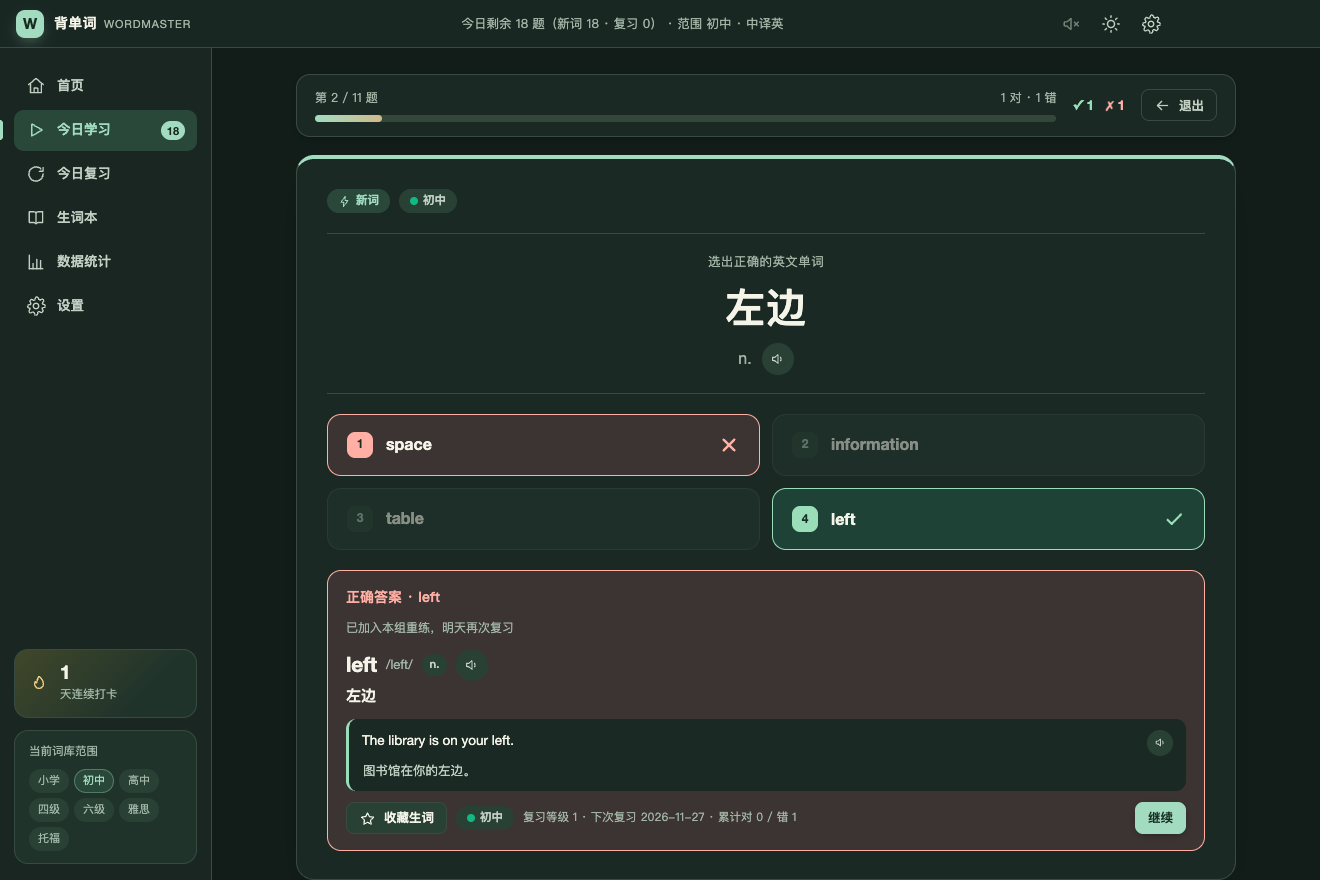 W 背单词 WORDMASTER
今日剩余 18 题（新词 18 · 复习 0） · 范围 初中 · 中译英
首页
今日学习 18
今日复习
生词本
数据统计
设置
1
天连续打卡
当前词库范围
小学 初中 高中
四级 六级 雅思
托福
第 2 / 11 题
1 对 · 1 错
✓1 ✗1
退出
新词 初中
选出正确的英文单词
左边
n.
1 space
2 information
3 table
4 left
正确答案 · left
已加入本组重练，明天再次复习
left /left/ n.
左边
The library is on your left.
图书馆在你的左边。
收藏生词 初中 复习等级 1 · 下次复习 2026-11-27 · 累计对 0 / 错 1
继续